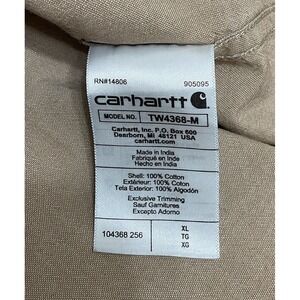 RN#14806 905095
carhartt
MODEL NO. TW4368-M
Carhartt, Inc. P.O. Box 600
Dearborn, MI 48121 USA
carhartt.com
Made in India
Fabriqué en Inde
Hecho en India
Shell: 100% Cotton
Extérieur: 100% Coton
Tela Exterior: 100% Algodón
Exclusive Trimming
Sauf Garnitures
Excepto Adorno
104368 256
XL
TG
XG